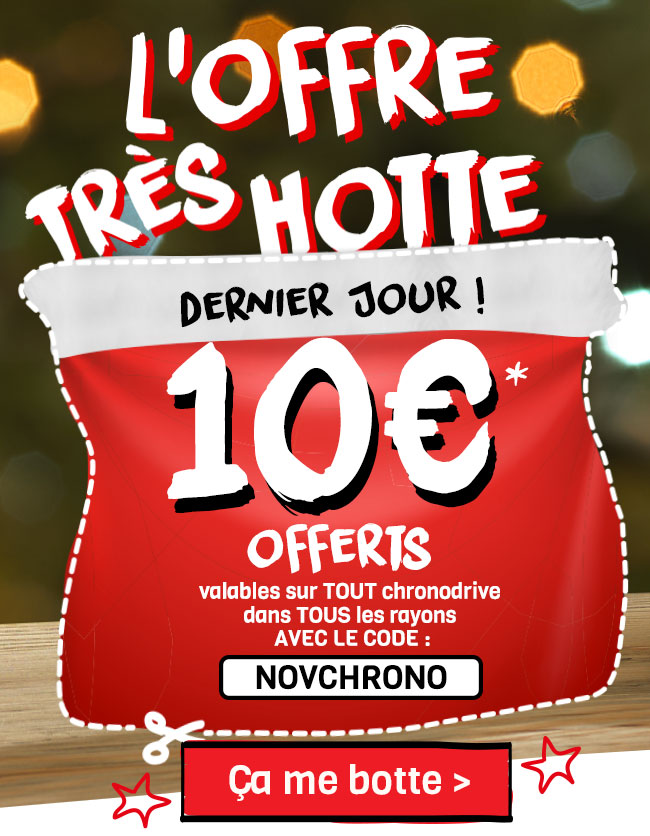 L'OFFRE
TRÈS HOTTE
DERNIER JOUR !
10€*
OFFERTS
valables sur TOUT chronodrive
dans TOUS les rayons
AVEC LE CODE :
NOVCHRONO
Ça me botte >